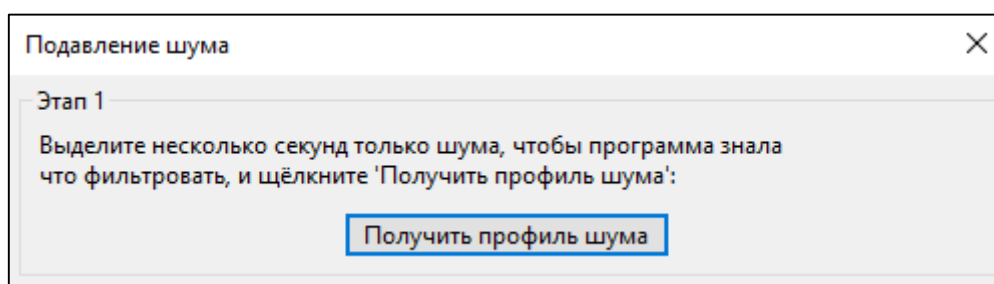 Подавление шума
Этап 1
Выделите несколько секунд только шума, чтобы программа знала
что фильтровать, и щёлкните 'Получить профиль шума':
Получить профиль шума